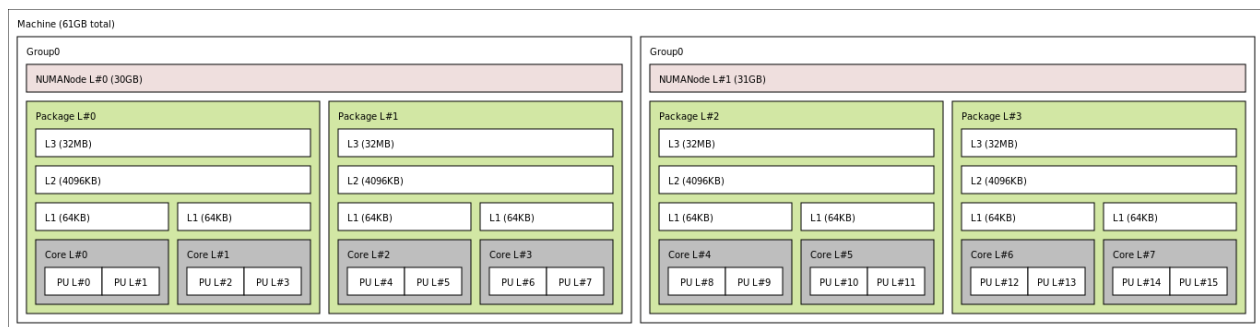 Machine (61GB total)
Group0
NUMANode L#0 (30GB)
Package L#0
L3 (32MB)
L2 (4096KB)
L1 (64KB) L1 (64KB)
Core L#0 Core L#1
PU L#0 PU L#1 PU L#2 PU L#3
Package L#1
L3 (32MB)
L2 (4096KB)
L1 (64KB) L1 (64KB)
Core L#2 Core L#3
PU L#4 PU L#5 PU L#6 PU L#7
Group0
NUMANode L#1 (31GB)
Package L#2
L3 (32MB)
L2 (4096KB)
L1 (64KB) L1 (64KB)
Core L#4 Core L#5
PU L#8 PU L#9 PU L#10 PU L#11
Package L#3
L3 (32MB)
L2 (4096KB)
L1 (64KB) L1 (64KB)
Core L#6 Core L#7
PU L#12 PU L#13 PU L#14 PU L#15